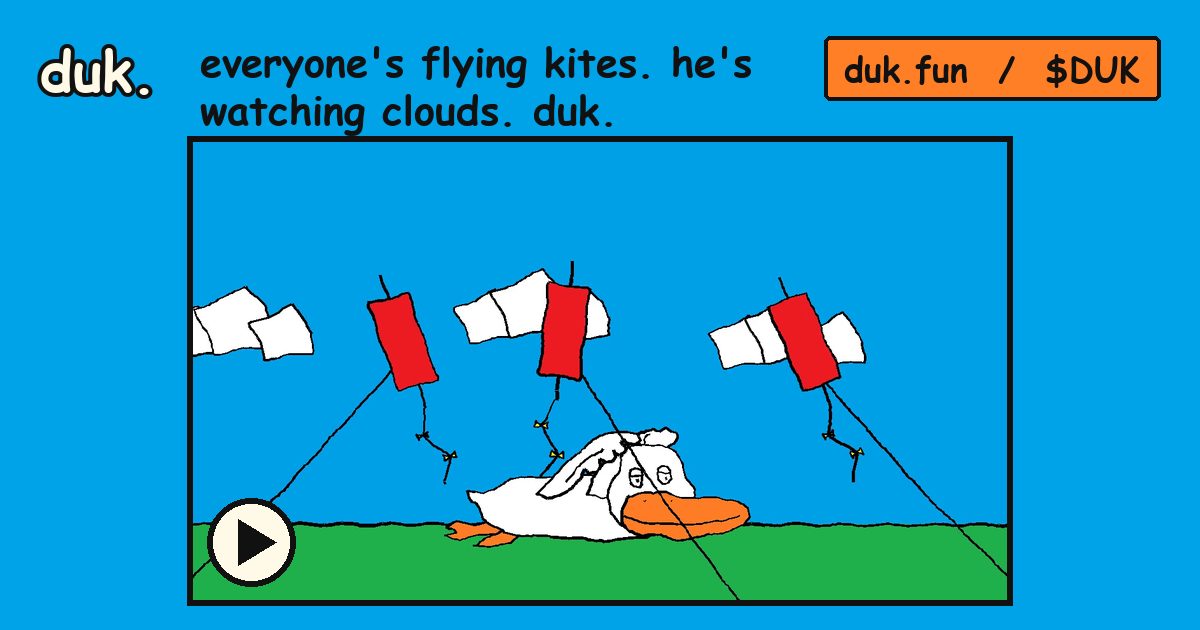 duk.
everyone's flying kites. he's
watching clouds. duk.
duk.fun / $DUK